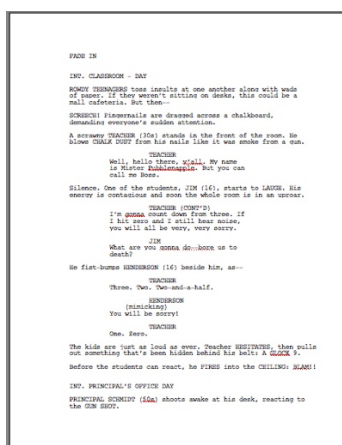 FADE IN
INT. CLASSROOM - DAY
ROWDY TEENAGERS toss insults at one another along with wads
of paper. If they weren't sitting on desks, this could be a
mall cafeteria. But then--
SCREECH! Fingernails are dragged across a chalkboard,
demanding everyone's sudden attention.
A scrawny TEACHER (30s) stands in the front of the room. He
blows CHALK DUST from his nails like it was smoke from a gun.
TEACHER
Well, hello there, y'all. My name
is Mister Pubblenapple. But you can
call me Boss.
Silence. One of the students, JIM (16), starts to LAUGH. His
energy is contagious and soon the whole room is in an uproar.
TEACHER (CONT'D)
I'm gonna count down from three. If
I hit zero and I still hear noise,
you will all be very, very sorry.
JIM
What are you gonna do--bore us to
death?
He fist-bumps HENDERSON (16) beside him, as--
TEACHER
Three. Two. Two-and-a-half.
HENDERSON
(mimicking)
You will be sorry!
TEACHER
One. Zero.
The kids are just as loud as ever. Teacher HESITATES, then pulls
out something that's been hidden behind his belt: A GLOCK 9.
Before the students can react, he FIRES into the CEILING: BLAM!!
INT. PRINCIPAL'S OFFICE DAY
PRINCIPAL SCHMIDT (50s) shoots awake at his desk, reacting to
the GUN SHOT.